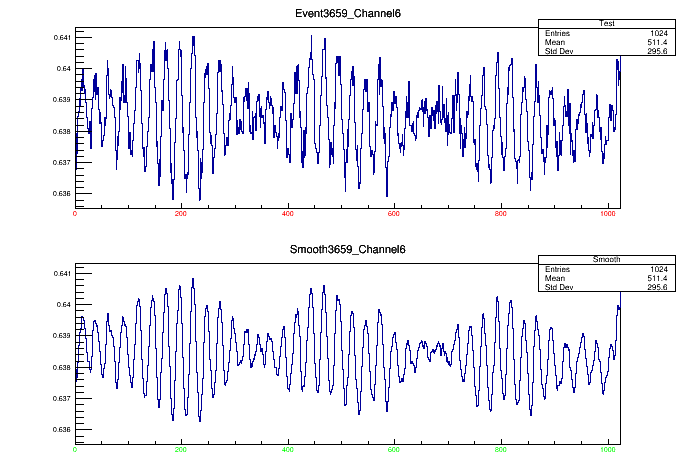 Event3659_Channel6
Test
Entries 1024
Mean 511.4
Std Dev 295.6
0.641
0.64
0.639
0.638
0.637
0.636
0 200 400 600 800 1000
Smooth3659_Channel6
Smooth
Entries 1024
Mean 511.4
Std Dev 295.6
0.641
0.64
0.639
0.638
0.637
0.636
0 200 400 600 800 1000